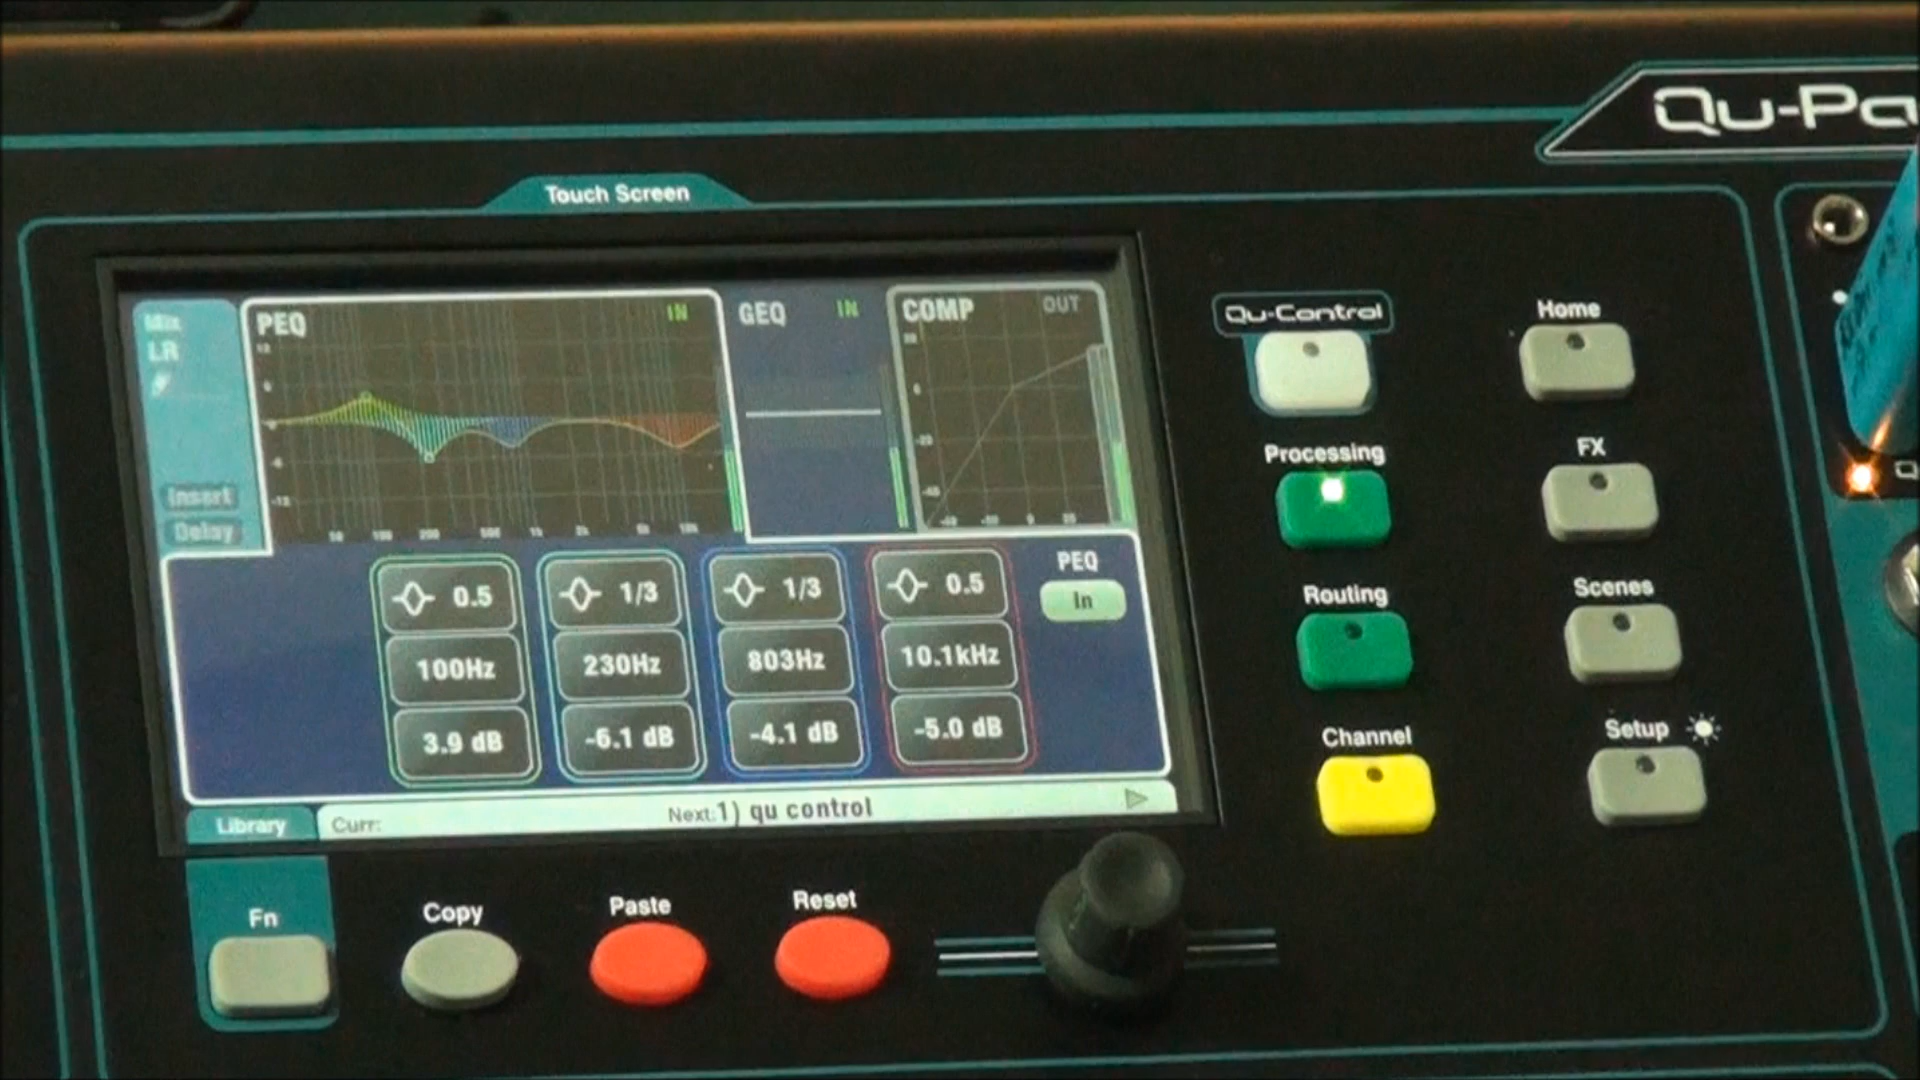 Qu-Pa
Touch Screen
Mix
LR
PEQ
IN
GEQ
IN
COMP
OUT
Insert
Delay
0.5
1/3
1/3
0.5
PEQ
In
100Hz
230Hz
803Hz
10.1kHz
3.9 dB
-6.1 dB
-4.1 dB
-5.0 dB
Library
Curr:
Next:1) qu control
Qu-Control
Home
Processing
FX
Routing
Scenes
Channel
Setup
Fn
Copy
Paste
Reset